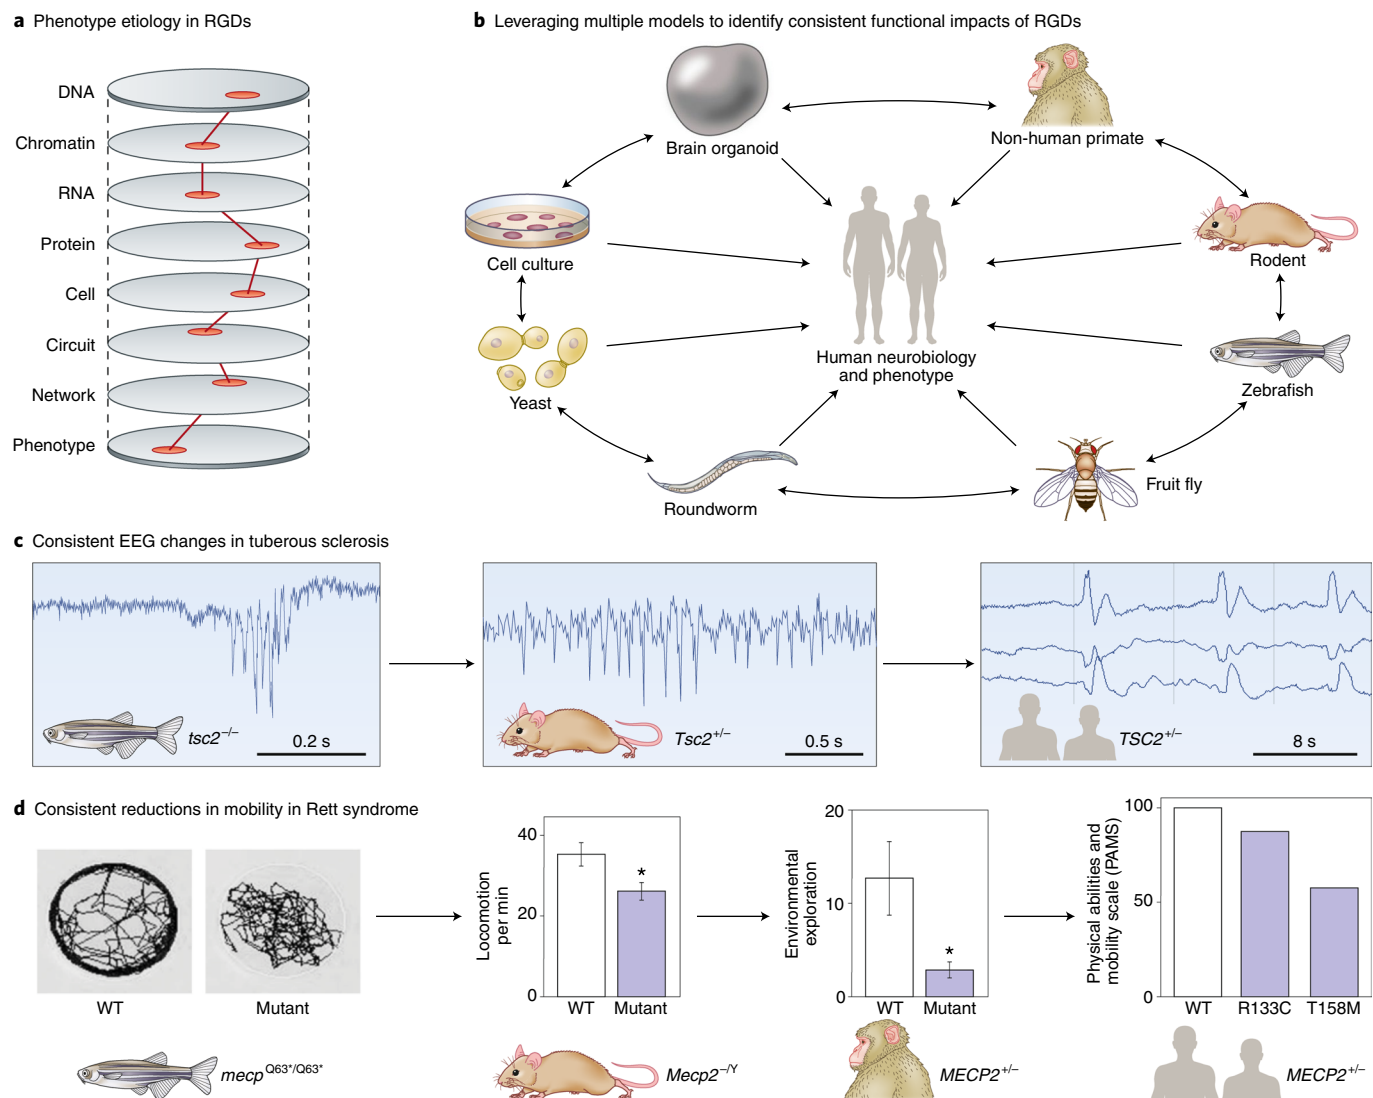 a Phenotype etiology in RGDs
DNA
Chromatin
RNA
Protein
Cell
Circuit
Network
Phenotype
b Leveraging multiple models to identify consistent functional impacts of RGDs
Brain organoid
Non-human primate
Cell culture
Rodent
Human neurobiology
and phenotype
Yeast
Zebrafish
Roundworm
Fruit fly
c Consistent EEG changes in tuberous sclerosis
tsc2−/−
0.2 s
Tsc2+/−
0.5 s
TSC2+/−
8 s
d Consistent reductions in mobility in Rett syndrome
WT
Mutant
mecpQ63*/Q63*
Locomotion
per min
40
20
0
*
WT
Mutant
Mecp2−/Y
Environmental
exploration
20
10
0
*
WT
Mutant
MECP2+/−
Physical abilities and
mobility scale (PAMS)
100
50
0
WT
R133C
T158M
MECP2+/−